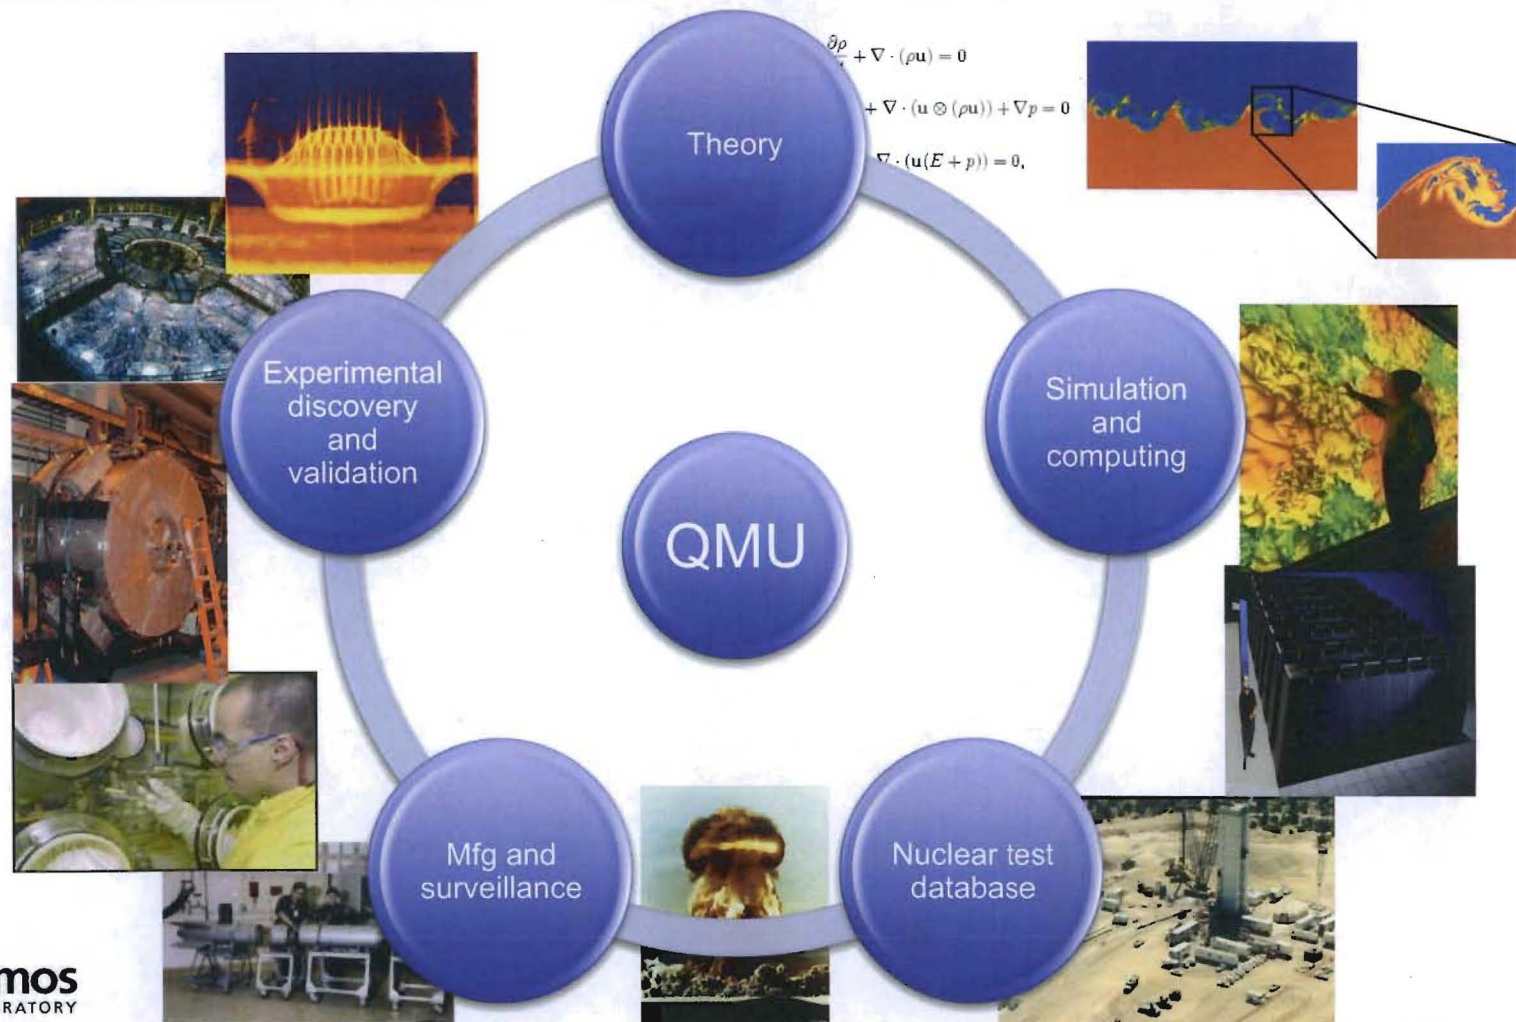 Theory
∂ρ + ∇ · (ρu) = 0
+ ∇ · (u ⊗ (ρu)) + ∇p = 0
∇ · (u(E + p)) = 0,
Experimental
discovery
and
validation
Simulation
and
computing
QMU
Mfg and
surveillance
Nuclear test
database
mos
RATORY